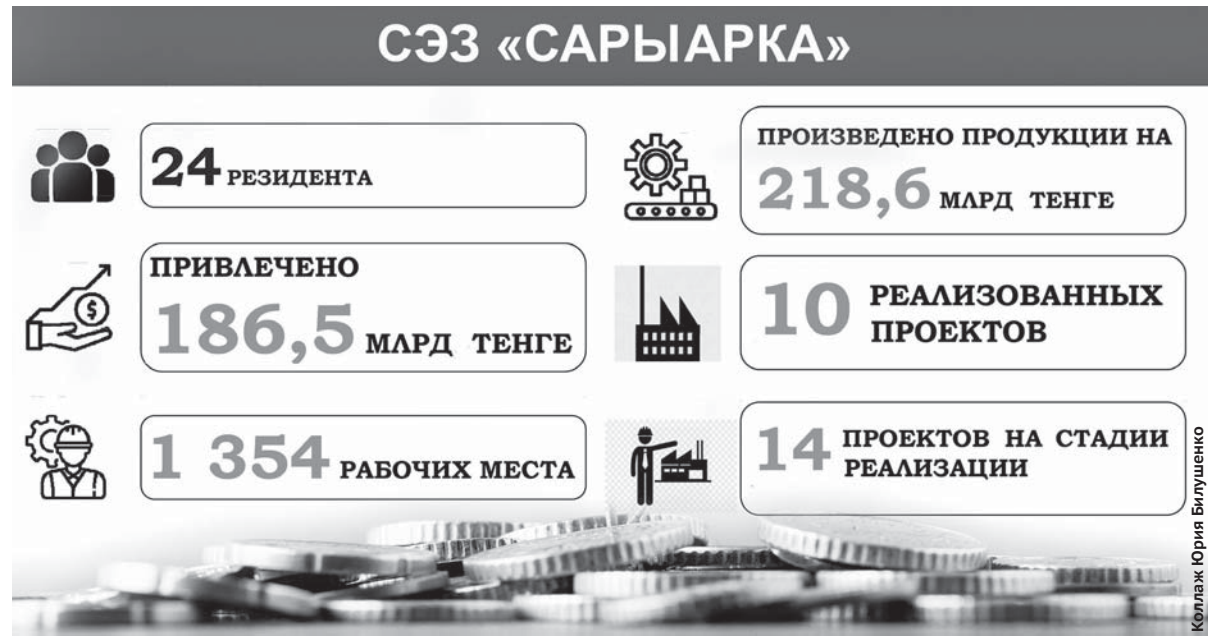 СЭЗ «САРЫАРКА»
24 РЕЗИДЕНТА
ПРИВЛЕЧЕНО
186,5 МЛРД ТЕНГЕ
1 354 РАБОЧИХ МЕСТА
ПРОИЗВЕДЕНО ПРОДУКЦИИ НА
218,6 МЛРД ТЕНГЕ
10 РЕАЛИЗОВАННЫХ
ПРОЕКТОВ
14 ПРОЕКТОВ НА СТАДИИ
РЕАЛИЗАЦИИ
Коллаж Юрия Билушенко